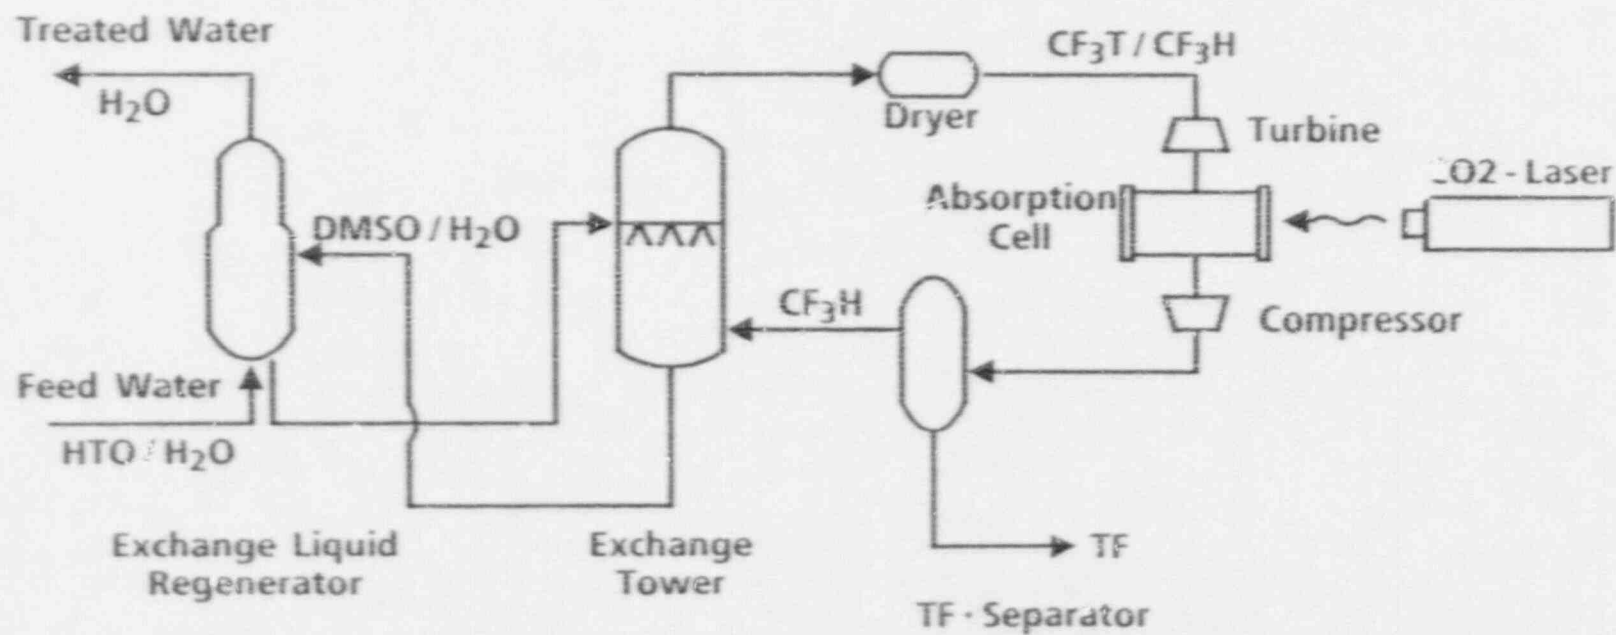 Treated Water
H₂O
CF₃T / CF₃H
Dryer
Turbine
Absorption
Cell
O2 - Laser
DMSO / H₂O
CF₃H
Compressor
Feed Water
HTO / H₂O
Exchange Liquid
Regenerator
Exchange
Tower
TF
TF - Separator